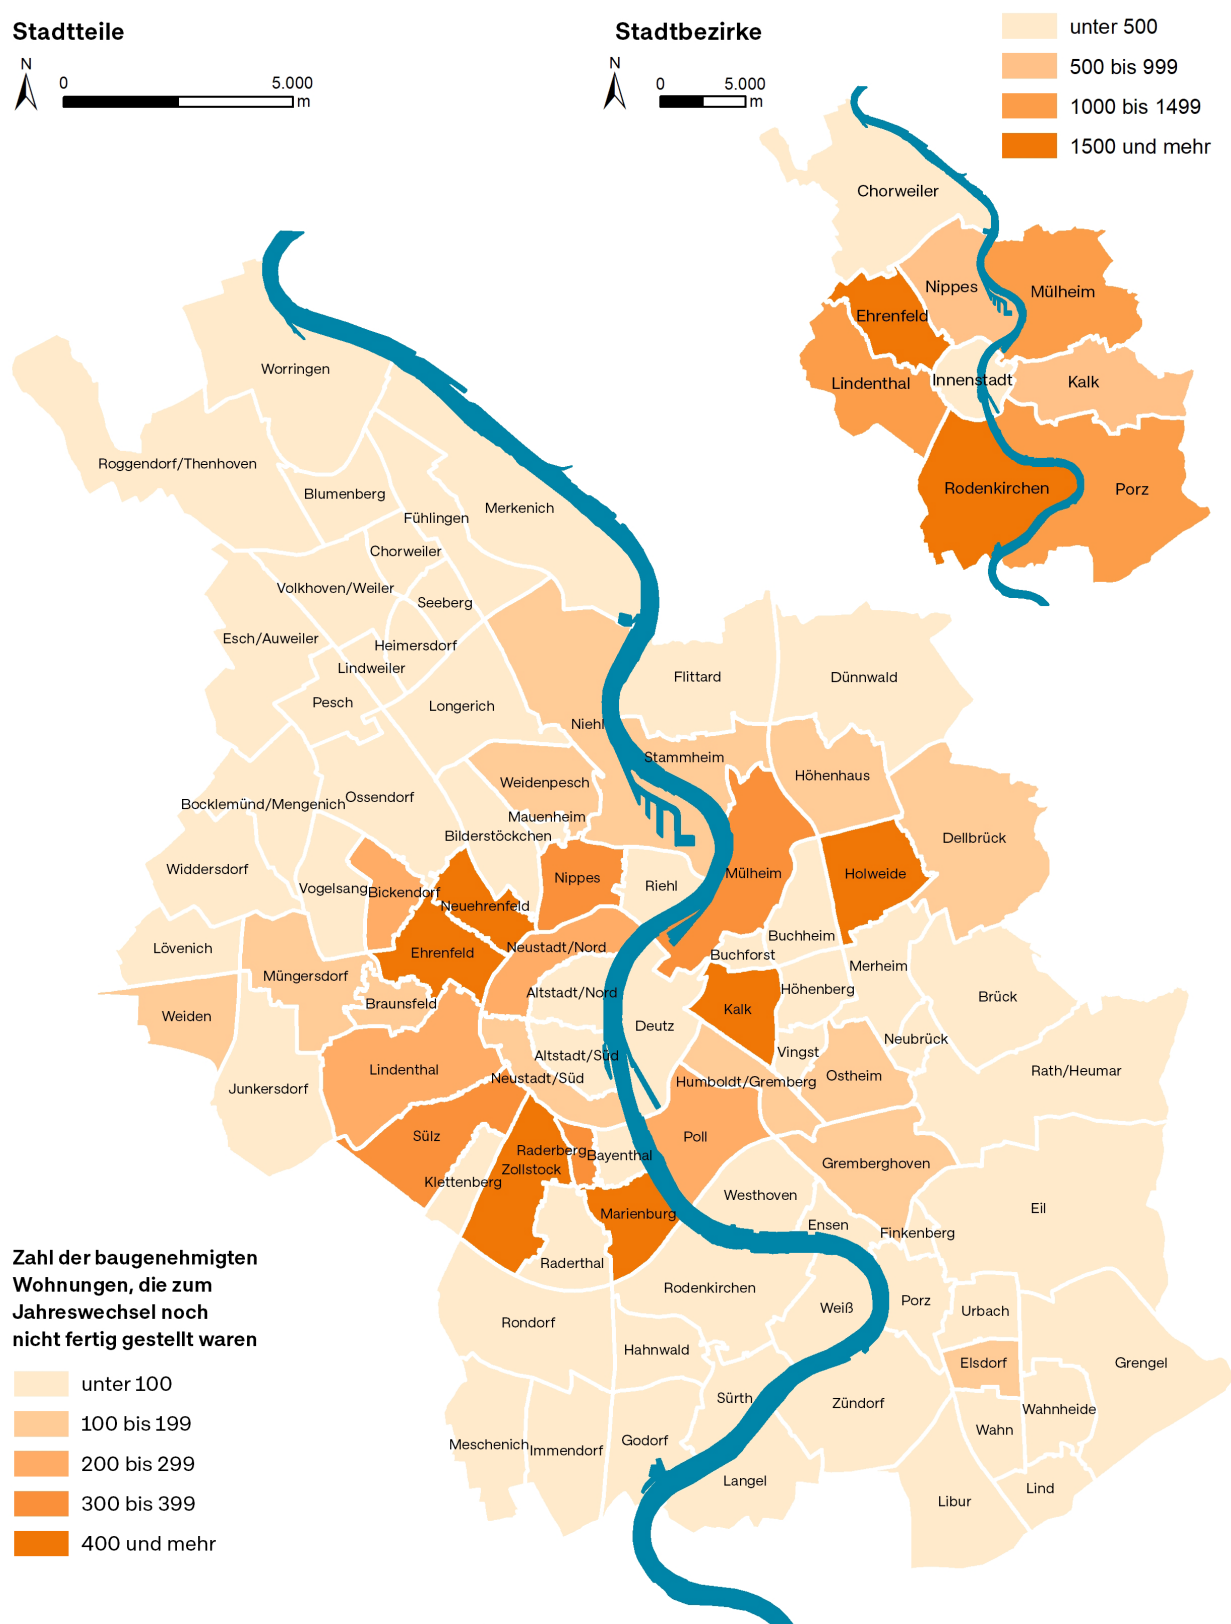 Stadtteile
N
0 5.000
m
Stadtbezirke
N
0 5.000
m
unter 500
500 bis 999
1000 bis 1499
1500 und mehr
Chorweiler
Nippes
Mülheim
Ehrenfeld
Innenstadt
Lindenthal
Kalk
Rodenkirchen
Porz
Worringen
Roggendorf/Thenhoven
Blumenberg
Merkenich
Fühlingen
Chorweiler
Volkhoven/Weiler
Seeberg
Esch/Auweiler
Heimersdorf
Lindweiler
Pesch
Longerich
Flittard
Dünnwald
Niehl
Stammheim
Höhenhaus
Weidenpesch
Bocklemünd/Mengenich
Ossendorf
Mauenheim
Bilderstöckchen
Dellbrück
Widdersdorf
Vogelsang
Bickendorf
Nippes
Riehl
Mülheim
Holweide
Neuehrenfeld
Lövenich
Ehrenfeld
Neustadt/Nord
Buchheim
Buchforst
Müngersdorf
Merheim
Braunsfeld
Altstadt/Nord
Höhenberg
Brück
Weiden
Kalk
Deutz
Neubrück
Altstadt/Süd
Vingst
Lindenthal
Neustadt/Süd
Humboldt/Gremberg
Ostheim
Rath/Heumar
Junkersdorf
Sülz
Poll
Raderberg
Bayenthal
Zollstock
Gremberghoven
Klettenberg
Westhoven
Marienburg
Ensen
Finkenberg
Eil
Raderthal
Rodenkirchen
Weiß
Porz
Urbach
Rondorf
Hahnwald
Elsdorf
Grengel
Sürth
Zündorf
Wahnheide
Wahn
Meschenich
Immendorf
Godorf
Langel
Libur
Lind
Zahl der baugenehmigten
Wohnungen, die zum
Jahreswechsel noch
nicht fertig gestellt waren
unter 100
100 bis 199
200 bis 299
300 bis 399
400 und mehr